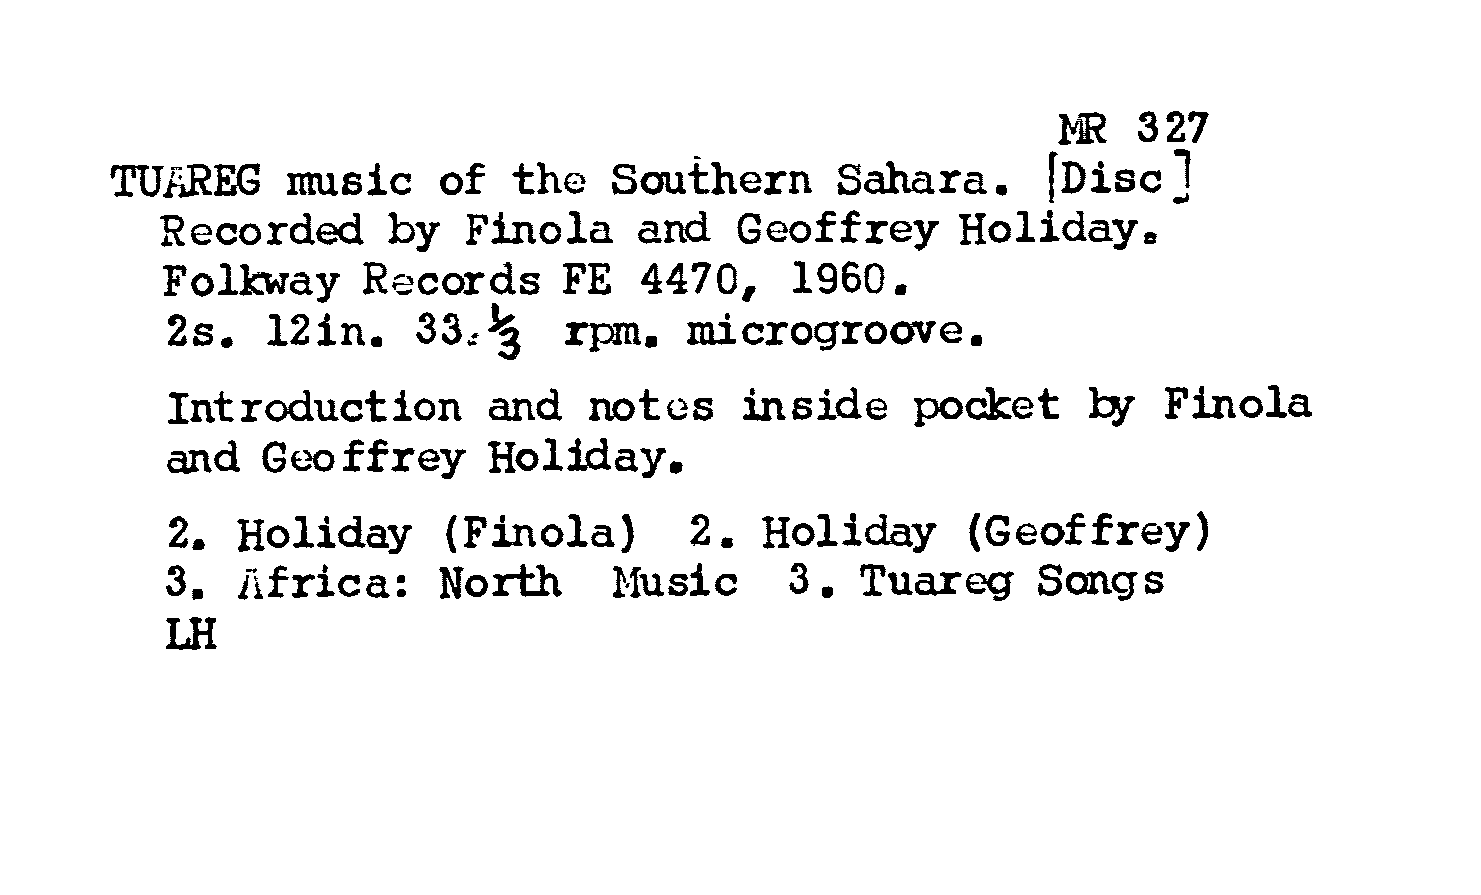 MR 327
TUAREG music of the Southern Sahara. [Disc]
Recorded by Finola and Geoffrey Holiday.
Folkway Records FE 4470, 1960.
2s. 12in. 33.⅓ rpm. microgroove.
Introduction and notes inside pocket by Finola
and Geoffrey Holiday.
2. Holiday (Finola) 2. Holiday (Geoffrey)
3. Africa: North Music 3. Tuareg Songs
LH